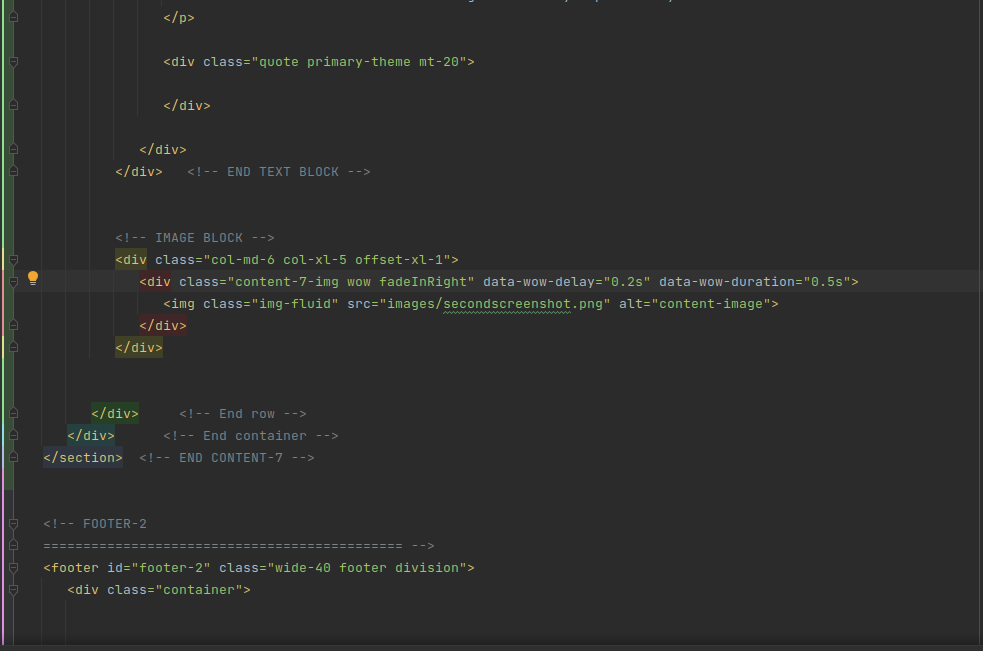 </p>
<div class="quote primary-theme mt-20">
</div>
</div>
</div>   <!-- END TEXT BLOCK -->
<!-- IMAGE BLOCK -->
<div class="col-md-6 col-xl-5 offset-xl-1">
<div class="content-7-img wow fadeInRight" data-wow-delay="0.2s" data-wow-duration="0.5s">
<img class="img-fluid" src="images/secondscreenshot.png" alt="content-image">
</div>
</div>
</div>     <!-- End row -->
</div>      <!-- End container -->
</section>  <!-- END CONTENT-7 -->
<!-- FOOTER-2
============================================= -->
<footer id="footer-2" class="wide-40 footer division">
<div class="container">